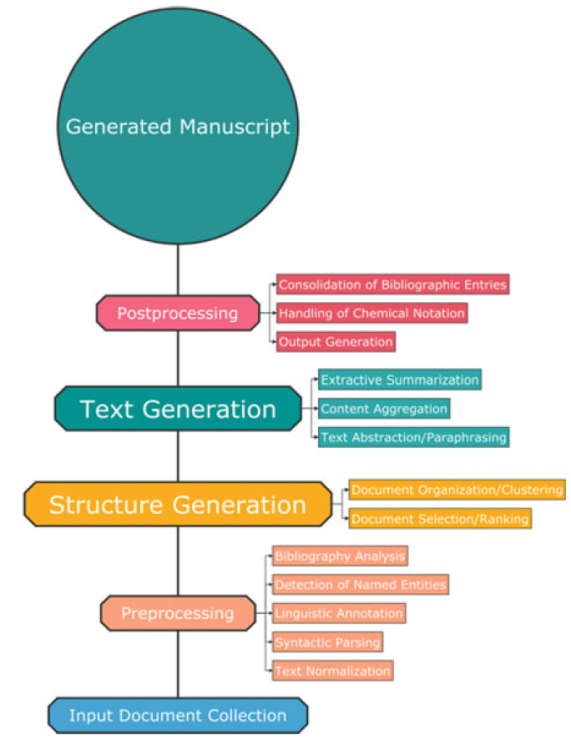 Generated Manuscript
Postprocessing
Consolidation of Bibliographic Entries
Handling of Chemical Notation
Output Generation
Text Generation
Extractive Summarization
Content Aggregation
Text Abstraction/Paraphrasing
Structure Generation
Document Organization/Clustering
Document Selection/Ranking
Preprocessing
Bibliography Analysis
Detection of Named Entities
Linguistic Annotation
Syntactic Parsing
Text Normalization
Input Document Collection